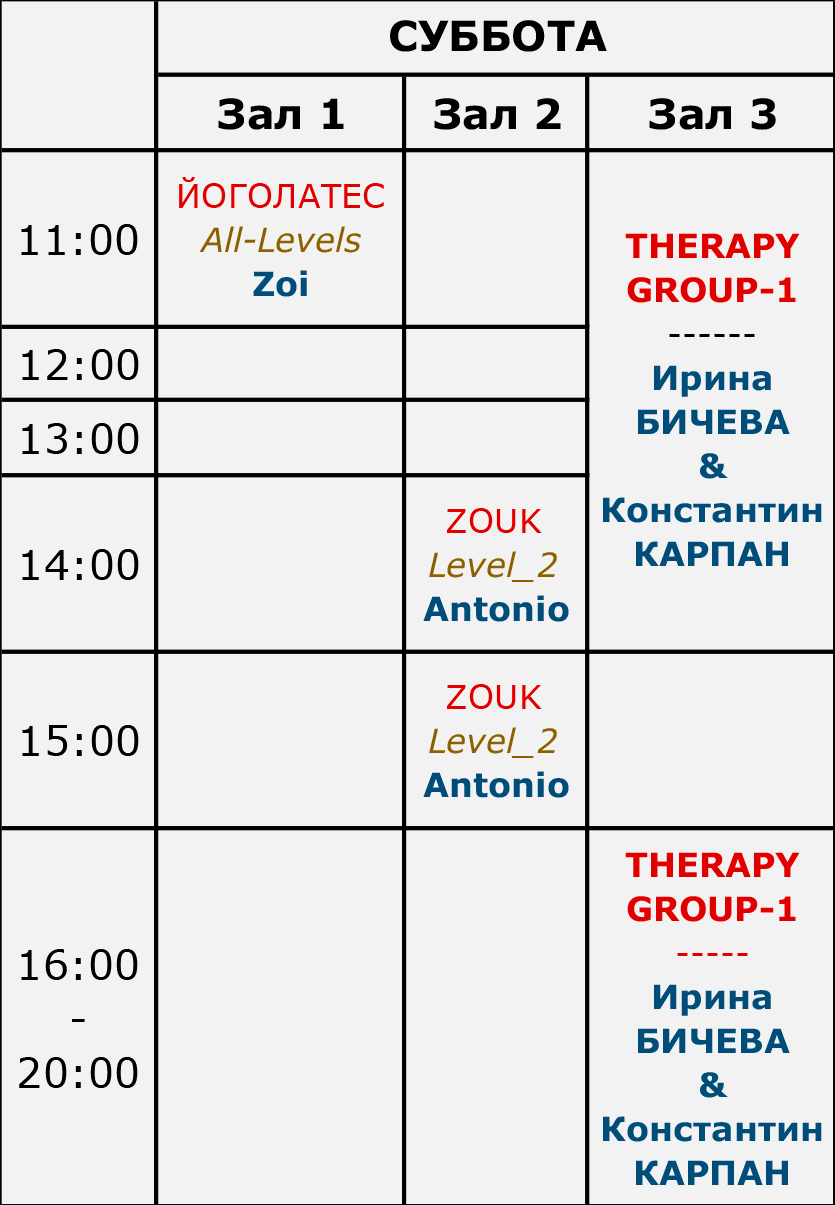 СУББОТА
Зал 1
Зал 2
Зал 3
11:00
ЙОГОЛАТЕС
All-Levels
Zoi
THERAPY
GROUP-1
------
Ирина
БИЧЕВА
&
Константин
КАРПАН
12:00
13:00
14:00
ZOUK
Level_2
Antonio
15:00
ZOUK
Level_2
Antonio
16:00
-
20:00
THERAPY
GROUP-1
-----
Ирина
БИЧЕВА
&
Константин
КАРПАН